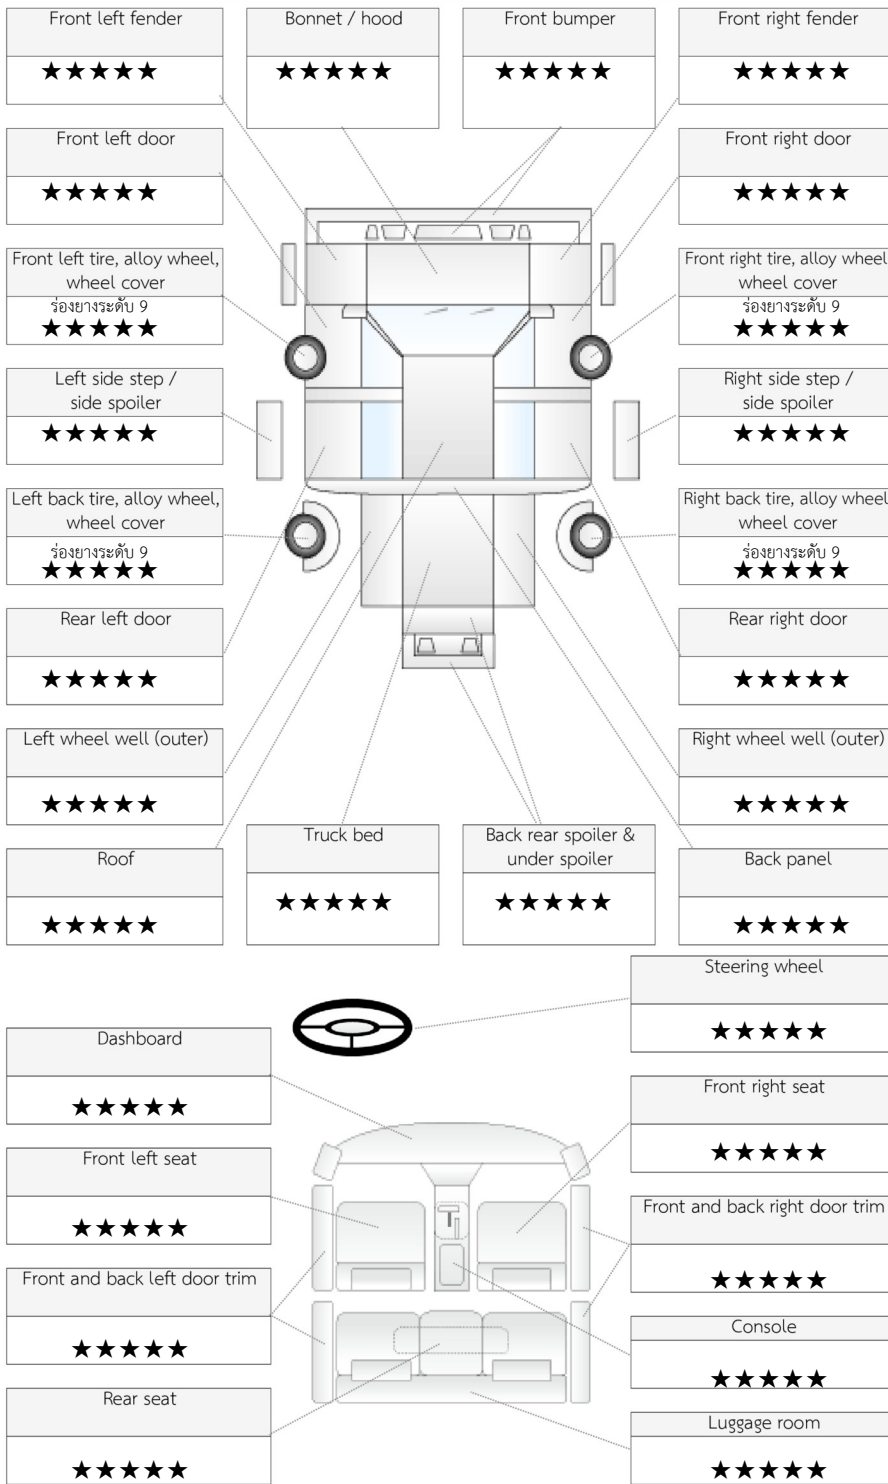 Front left fender
★★★★★
Bonnet / hood
★★★★★
Front bumper
★★★★★
Front right fender
★★★★★
Front left door
★★★★★
Front right door
★★★★★
Front left tire, alloy wheel,
wheel cover
ร่องยางระดับ 9
★★★★★
Front right tire, alloy wheel
wheel cover
ร่องยางระดับ 9
★★★★★
Left side step /
side spoiler
★★★★★
Right side step /
side spoiler
★★★★★
Left back tire, alloy wheel,
wheel cover
ร่องยางระดับ 9
★★★★★
Right back tire, alloy wheel
wheel cover
ร่องยางระดับ 9
★★★★★
Rear left door
★★★★★
Rear right door
★★★★★
Left wheel well (outer)
★★★★★
Right wheel well (outer)
★★★★★
Roof
★★★★★
Truck bed
★★★★★
Back rear spoiler &
under spoiler
★★★★★
Back panel
★★★★★
Steering wheel
★★★★★
Dashboard
★★★★★
Front right seat
★★★★★
Front left seat
★★★★★
Front and back right door trim
★★★★★
Front and back left door trim
★★★★★
Console
★★★★★
Rear seat
★★★★★
Luggage room
★★★★★